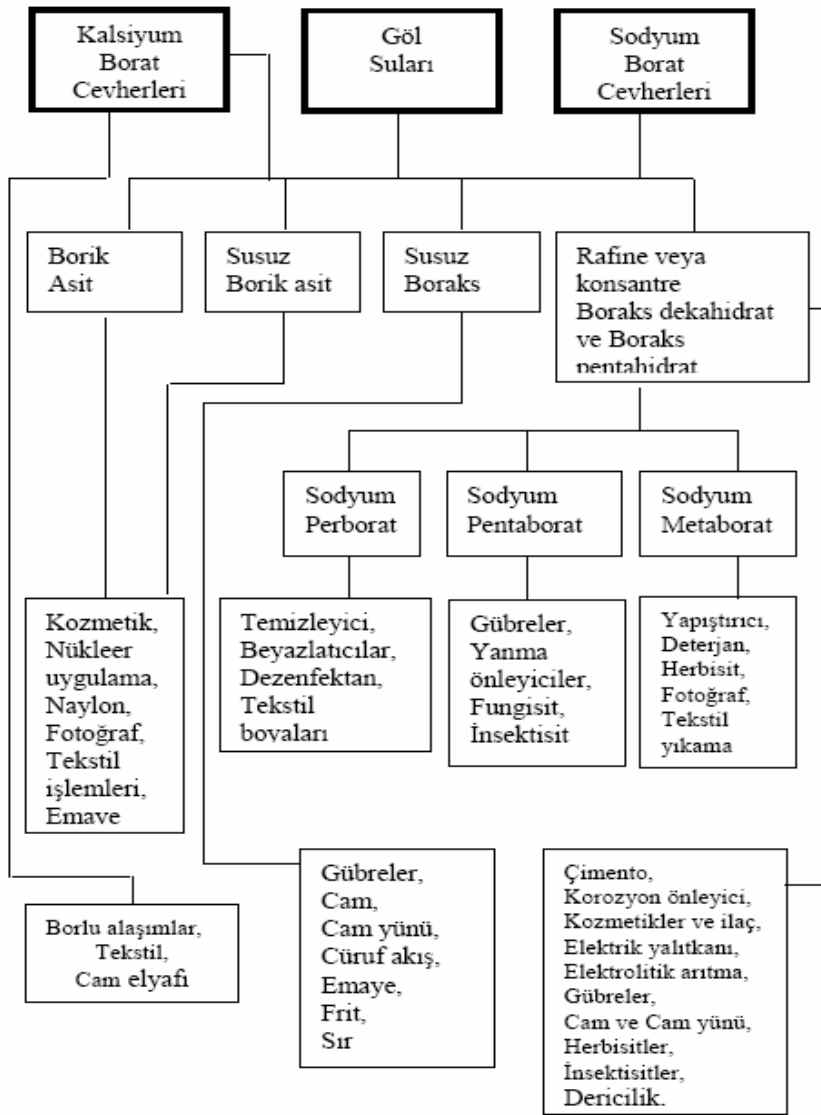 Kalsiyum
Borat
Cevherleri
Göl
Suları
Sodyum
Borat
Cevherleri
Borik
Asit
Susuz
Borik asit
Susuz
Boraks
Rafine veya
konsantre
Boraks dekahidrat
ve Boraks
pentahidrat
Sodyum
Perborat
Sodyum
Pentaborat
Sodyum
Metaborat
Kozmetik,
Nükleer
uygulama,
Naylon,
Fotoğraf,
Tekstil
işlemleri,
Emave
Temizleyici,
Beyazlatıcılar,
Dezenfektan,
Tekstil
bovaları
Gübreler,
Yanma
önleyiciler,
Fungisit,
İnsektisit
Yapıştırıcı,
Deterjan,
Herbisit,
Fotoğraf,
Tekstil
yıkama
Borlu alaşımlar,
Tekstil,
Cam elyafı
Gübreler,
Cam,
Cam yünü,
Cüruf akış,
Emaye,
Frit,
Sır
Çimento,
Korozyon önleyici,
Kozmetikler ve ilaç,
Elektrik yalıtkanı,
Elektrolitik arıtma,
Gübreler,
Cam ve Cam yünü,
Herbisitler,
İnsektisitler,
Dericilik.